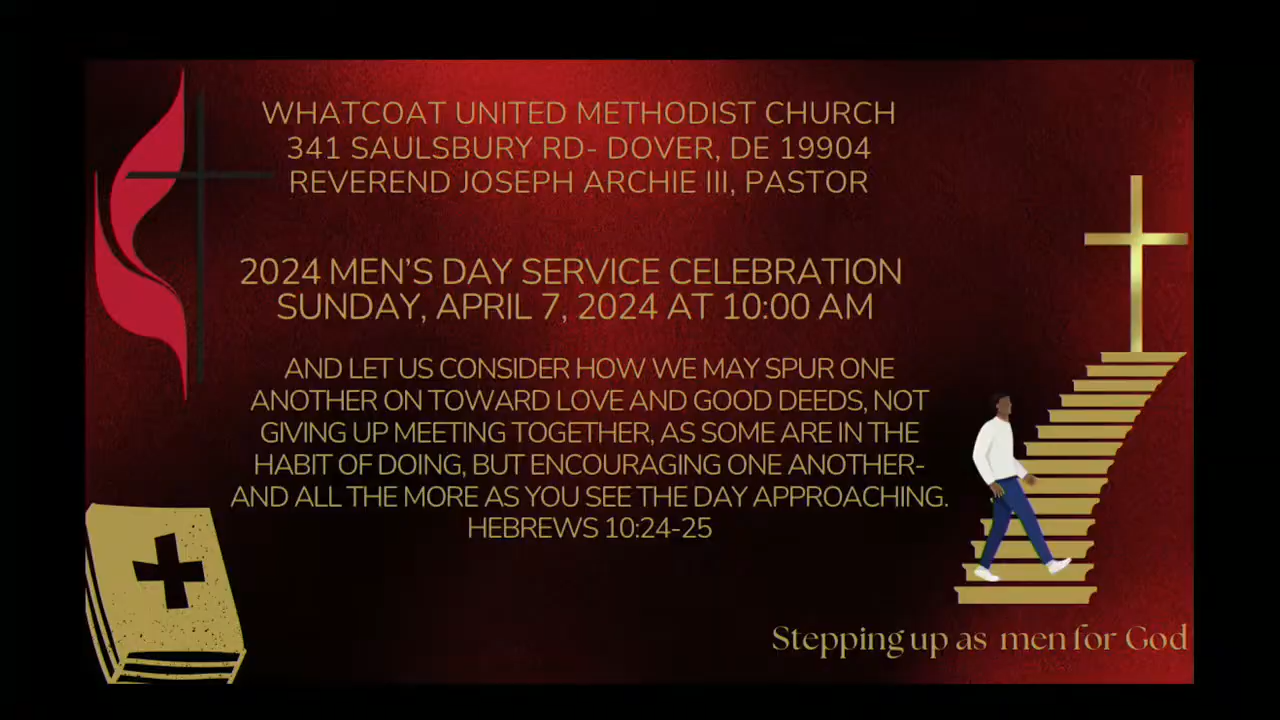 WHATCOAT UNITED METHODIST CHURCH
341 SAULSBURY RD- DOVER, DE 19904
REVEREND JOSEPH ARCHIE III, PASTOR
2024 MEN'S DAY SERVICE CELEBRATION
SUNDAY, APRIL 7, 2024 AT 10:00 AM
AND LET US CONSIDER HOW WE MAY SPUR ONE
ANOTHER ON TOWARD LOVE AND GOOD DEEDS, NOT
GIVING UP MEETING TOGETHER, AS SOME ARE IN THE
HABIT OF DOING, BUT ENCOURAGING ONE ANOTHER-
AND ALL THE MORE AS YOU SEE THE DAY APPROACHING.
HEBREWS 10:24-25
Stepping up as men for God